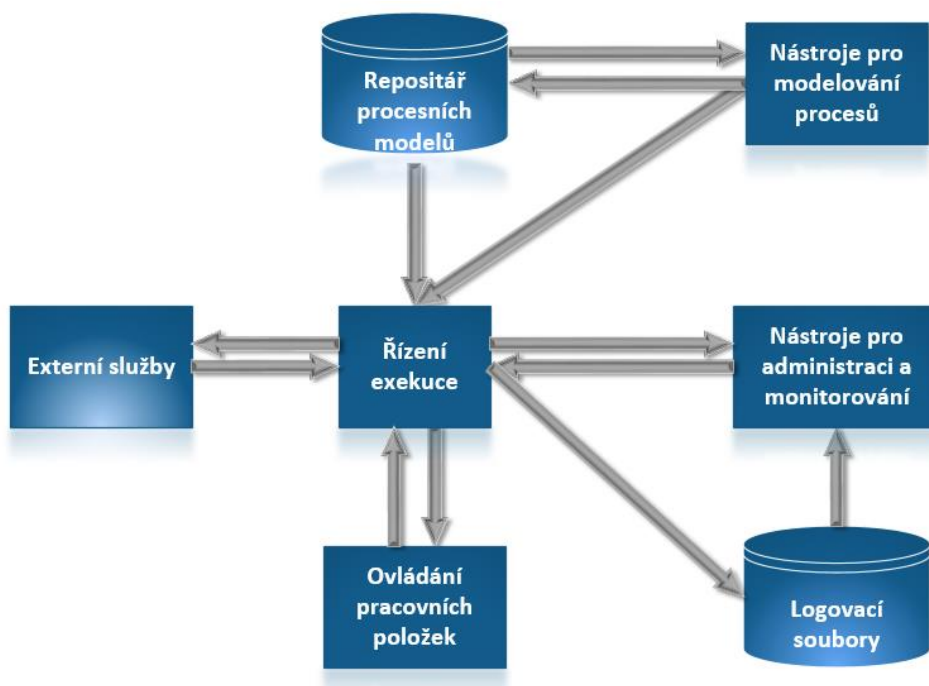 Repositář
procesních
modelů
Nástroje pro
modelování
procesů
Externí služby
Řízení
exekuce
Nástroje pro
administraci a
monitorování
Ovládání
pracovních
položek
Logovací
soubory